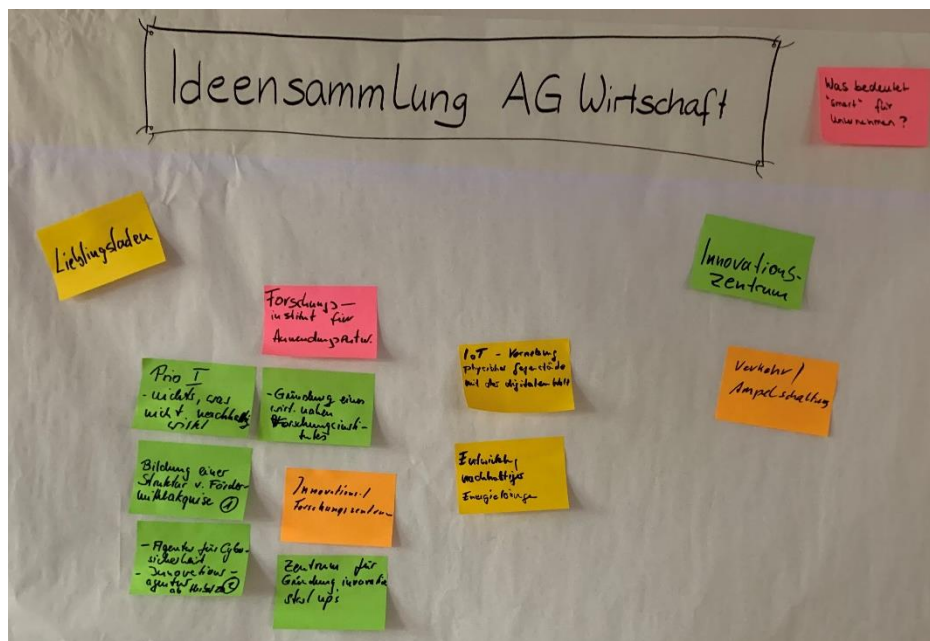 Ideensammlung AG Wirtschaft
Was bedeutet
"smart" für
Unternehmen?
Lieblingsladen
Innovations-
zentrum
Forschungs-
institut für
Prio I
- nichts, was
nicht nachhaltig
wirkt
- Gründung eines
wirt. nahen
Forschungsinsti-
tutes
IoT - Vernetzung
physischer Gegenstände
mit der digitalen Welt
Verkehr/
Ampelschaltung
Bildung einer
Struktur v. Förder-
mittelakquise ①
Innovations-/
Forschungszentrum
Entwicklung
nachhaltiger
Energielösungen
- Agentur für Cyber-
sicherheit
- Innovations-
agentur
②
Zentrum für
Gründung innovativer
start up's